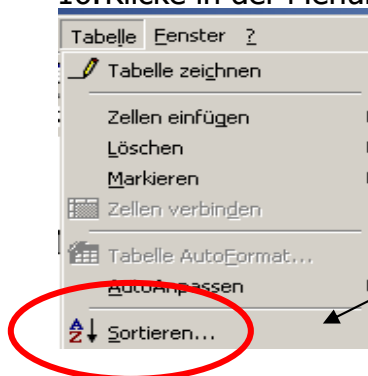 Tabelle Fenster ?
Tabelle zeichnen
Zellen einfügen
Löschen
Markieren
Zellen verbinden
Tabelle AutoFormat...
AutoAnpassen
Sortieren...